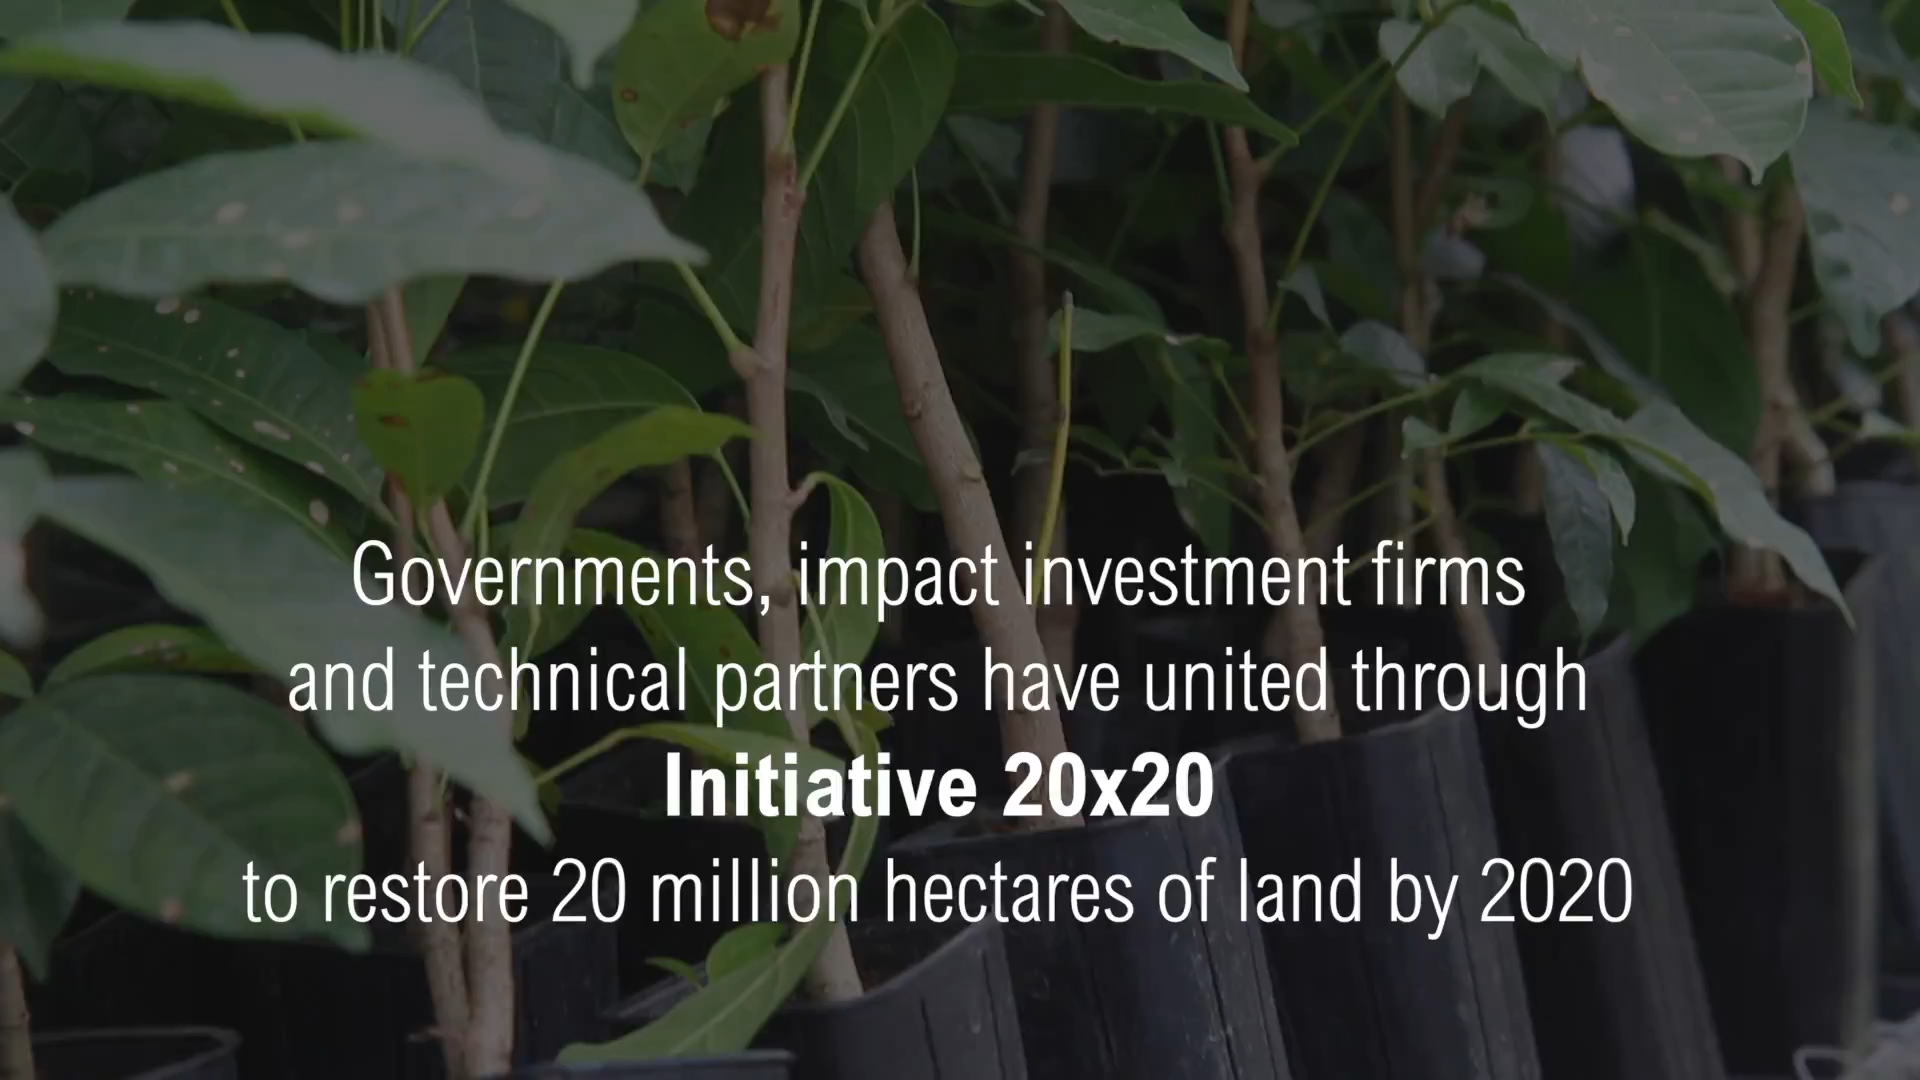 Governments, impact investment firms
and technical partners have united through
Initiative 20x20
to restore 20 million hectares of land by 2020